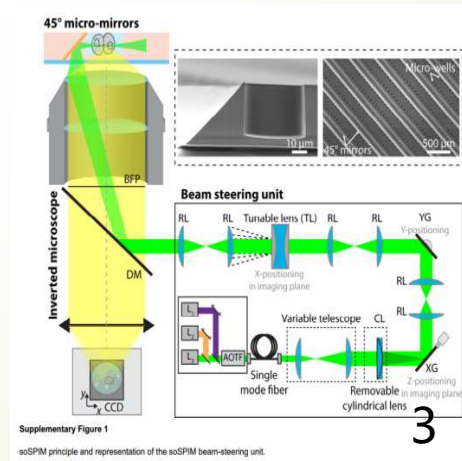 45° micro-mirrors
Micro-wells
10 µm
45° mirrors
500 µm
BFP
Inverted microscope
DM
Beam steering unit
RL
RL
Tunable lens (TL)
RL
RL
YG
Y-positioning
X-positioning
in imaging plane
RL
RL
Variable telescope
CL
L₁
L₂
L₃
AOTF
Single
mode fiber
XG
Z-positioning
in imaging plane
Removable
cylindrical lens
y
x
CCD
3
Supplementary Figure 1
soSPIM principle and representation of the soSPIM beam-steering unit.